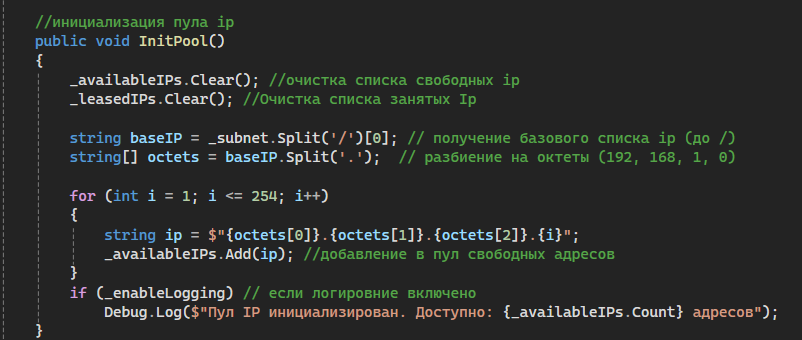 //инициализация пула ip
public void InitPool()
{
_availableIPs.Clear(); //очистка списка свободных ip
_leasedIPs.Clear(); //Очистка списка занятых Ip
string baseIP = _subnet.Split('/')[0]; // получение базового списка ip (до /)
string[] octets = baseIP.Split('.'); // разбиение на октеты (192, 168, 1, 0)
for (int i = 1; i <= 254; i++)
{
string ip = $"{octets[0]}.{octets[1]}.{octets[2]}.{i}";
_availableIPs.Add(ip); //добавление в пул свободных адресов
}
if (_enableLogging) // если логировние включено
Debug.Log($"Пул IP инициализирован. Доступно: {_availableIPs.Count} адресов");
}